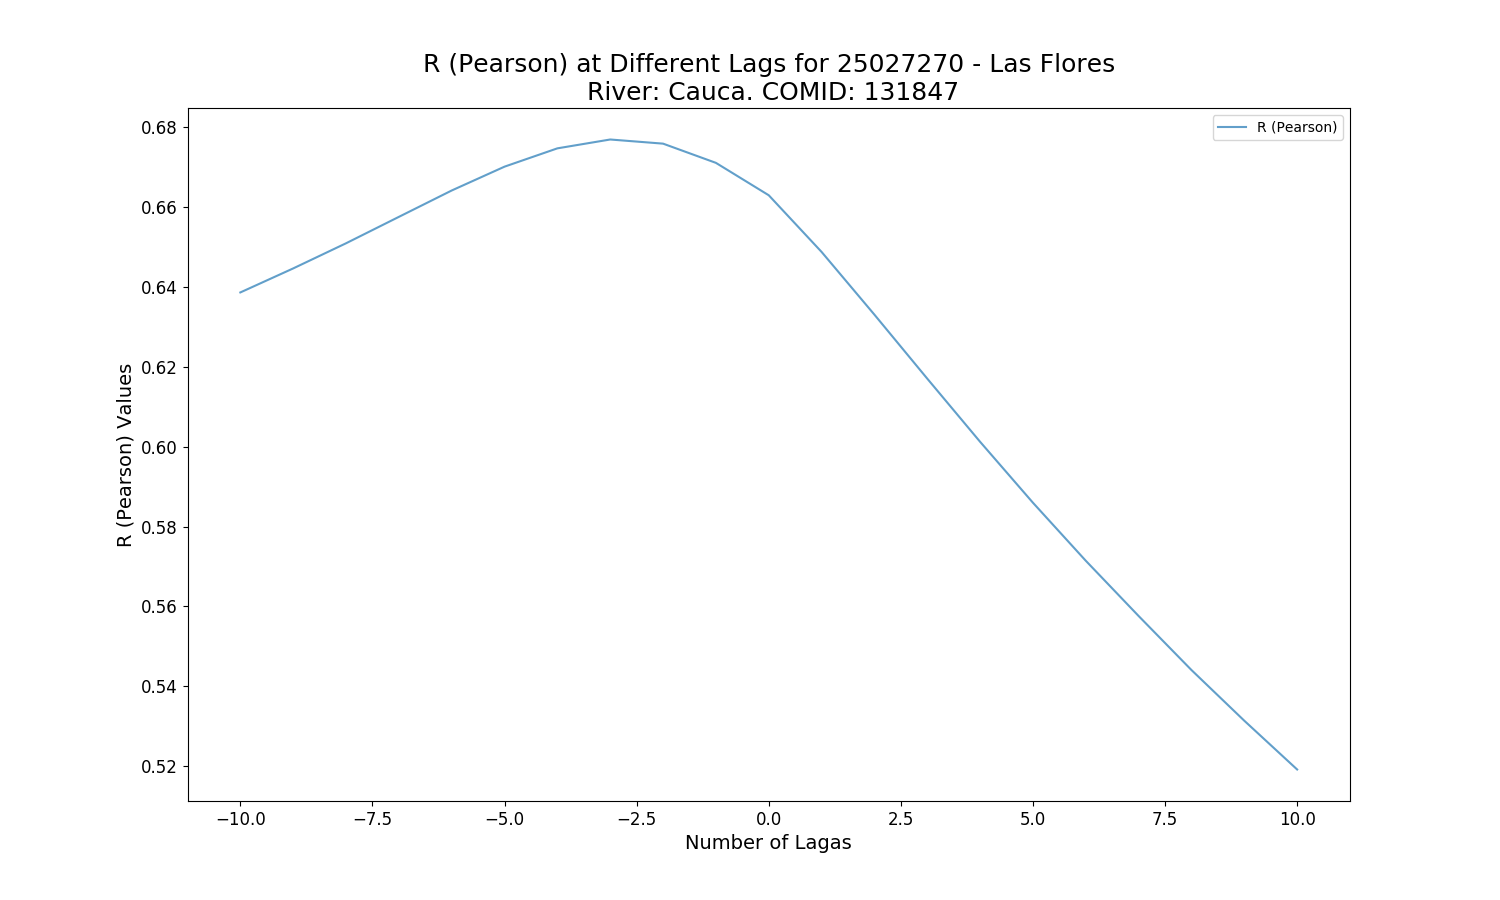 R (Pearson) at Different Lags for 25027270 - Las Flores
River: Cauca. COMID: 131847
R (Pearson)
0.68
0.66
0.64
0.62
0.60
0.58
0.56
0.54
0.52
R (Pearson) Values
−10.0 −7.5 −5.0 −2.5 0.0 2.5 5.0 7.5 10.0
Number of Lagas